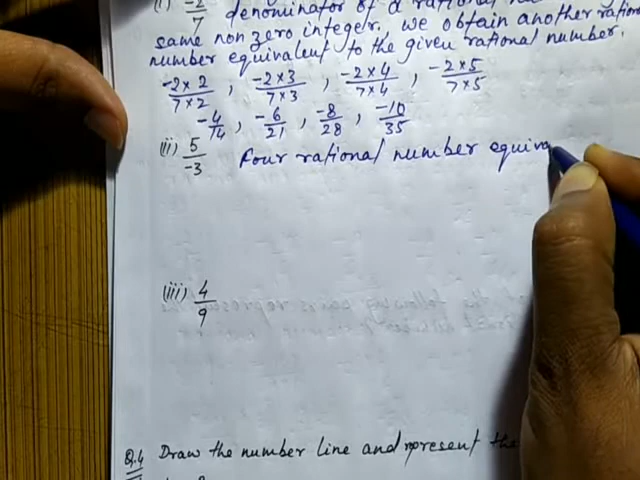 (i) -2/7 denominator of a rational
same non zero integer, we obtain another ration
number equivalent to the given rational number.
-2×2/7×2 , -2×3/7×3 , -2×4/7×4 , -2×5/7×5
-4/14 , -6/21 , -8/28 , -10/35
(ii) 5/-3 Four rational number equiva
(iii) 4/9
Q.4 Draw the number line and represent the